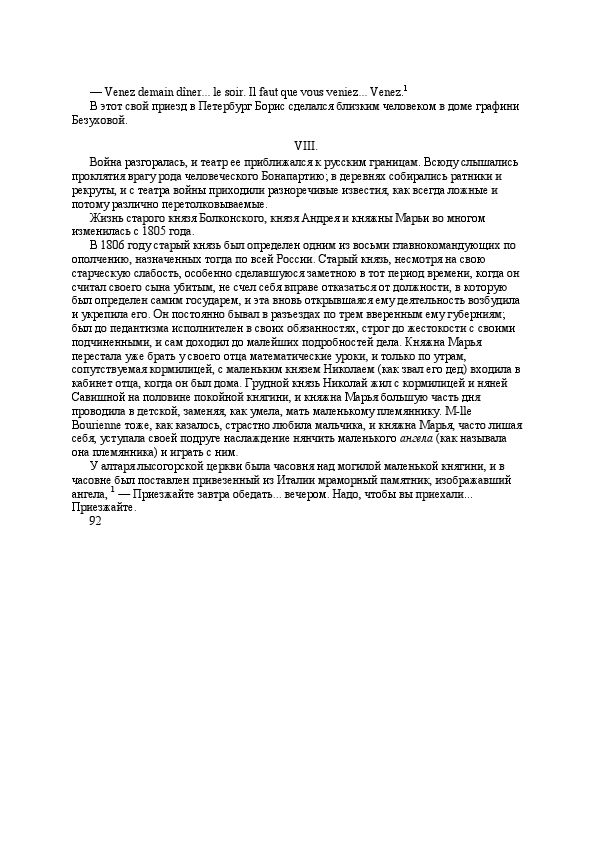 — Venez demain dîner... le soir. Il faut que vous veniez... Venez.1
В этот свой приезд в Петербург Борис сделался близким человеком в доме графини
Безуховой.
VIII.
Война разгоралась, и театр ее приближался к русским границам. Всюду слышались
проклятия врагу рода человеческого Бонапартию; в деревнях собирались ратники и
рекруты, и с театра войны приходили разноречивые известия, как всегда ложные и
потому различно перетолковываемые.
Жизнь старого князя Болконского, князя Андрея и княжны Марьи во многом
изменилась с 1805 года.
В 1806 году старый князь был определен одним из восьми главнокомандующих по
ополчению, назначенных тогда по всей России. Старый князь, несмотря на свою
старческую слабость, особенно сделавшуюся заметною в тот период времени, когда он
считал своего сына убитым, не счел себя вправе отказаться от должности, в которую
был определен самим государем, и эта вновь открывшаяся ему деятельность возбудила
и укрепила его. Он постоянно бывал в разъездах по трем вверенным ему губерниям;
был до педантизма исполнителен в своих обязанностях, строг до жестокости с своими
подчиненными, и сам доходил до малейших подробностей дела. Княжна Марья
перестала уже брать у своего отца математические уроки, и только по утрам,
сопутствуемая кормилицей, с маленьким князем Николаем (как звал его дед) входила в
кабинет отца, когда он был дома. Грудной князь Николай жил с кормилицей и няней
Савишной на половине покойной княгини, и княжна Марья большую часть дня
проводила в детской, заменяя, как умела, мать маленькому племяннику. M-lle
Bourienne тоже, как казалось, страстно любила мальчика, и княжна Марья, часто лишая
себя, уступала своей подруге наслаждение нянчить маленького ангела (как называла
она племянника) и играть с ним.
У алтаря лысогорской церкви была часовня над могилой маленькой княгини, и в
часовне был поставлен привезенный из Италии мраморный памятник, изображавший
ангела, 1 — Приезжайте завтра обедать... вечером. Надо, чтобы вы приехали...
Приезжайте.
92